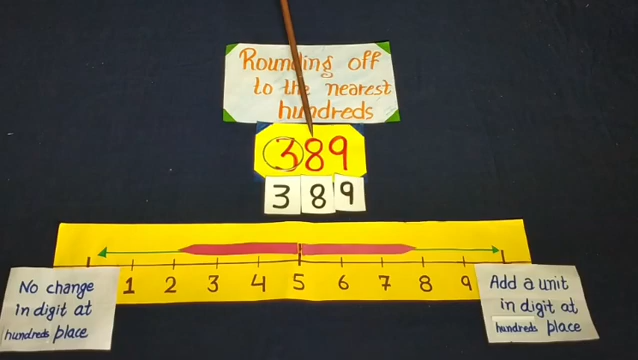 Rounding off
to the nearest
hundreds
389
3 8 9
1 2 3 4 5 6 7 8 9
No change
in digit at
hundreds place
Add a unit
in digit at
hundreds place